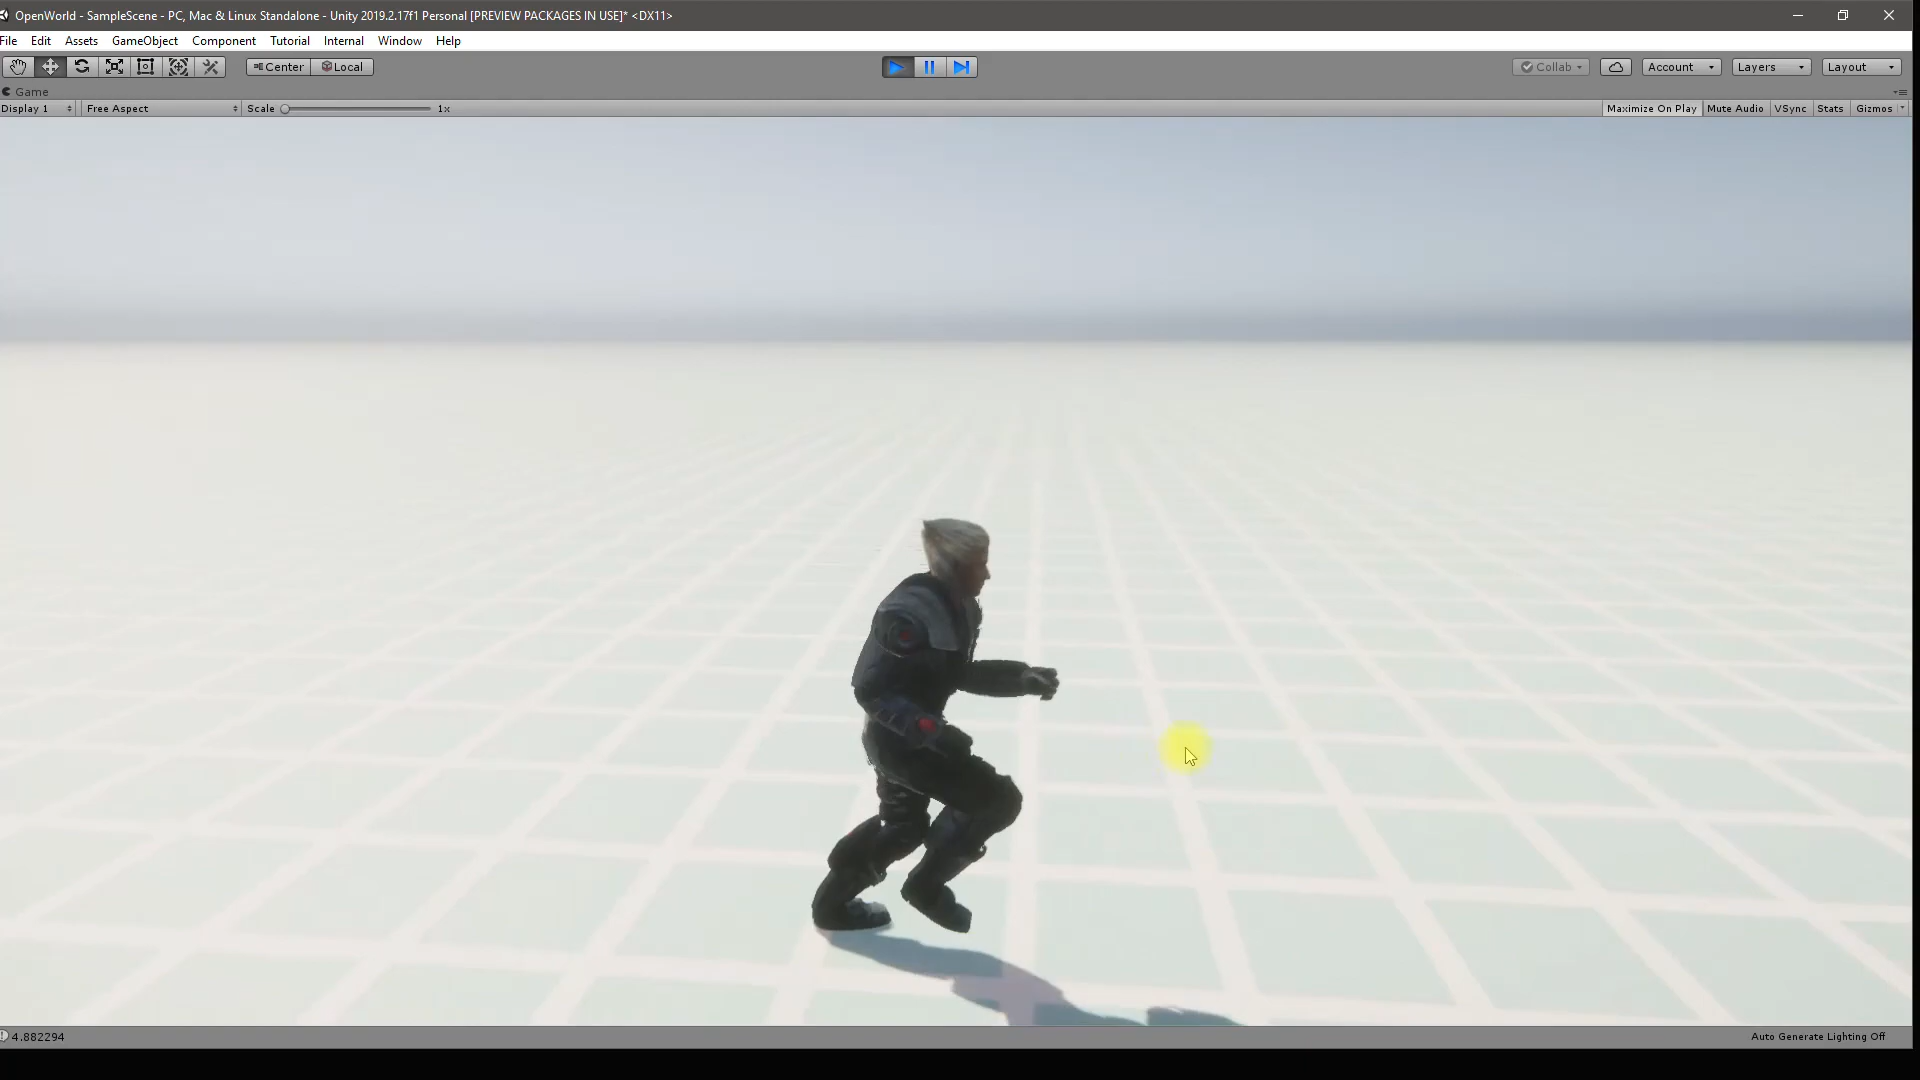 OpenWorld - SampleScene - PC, Mac & Linux Standalone - Unity 2019.2.17f1 Personal [PREVIEW PACKAGES IN USE]* <DX11>
File Edit Assets GameObject Component Tutorial Internal Window Help
Center Local Collab Account Layers Layout
Game
Display 1 Free Aspect Scale 1x Maximize On Play Mute Audio VSync Stats Gizmos
4.882294 Auto Generate Lighting Off